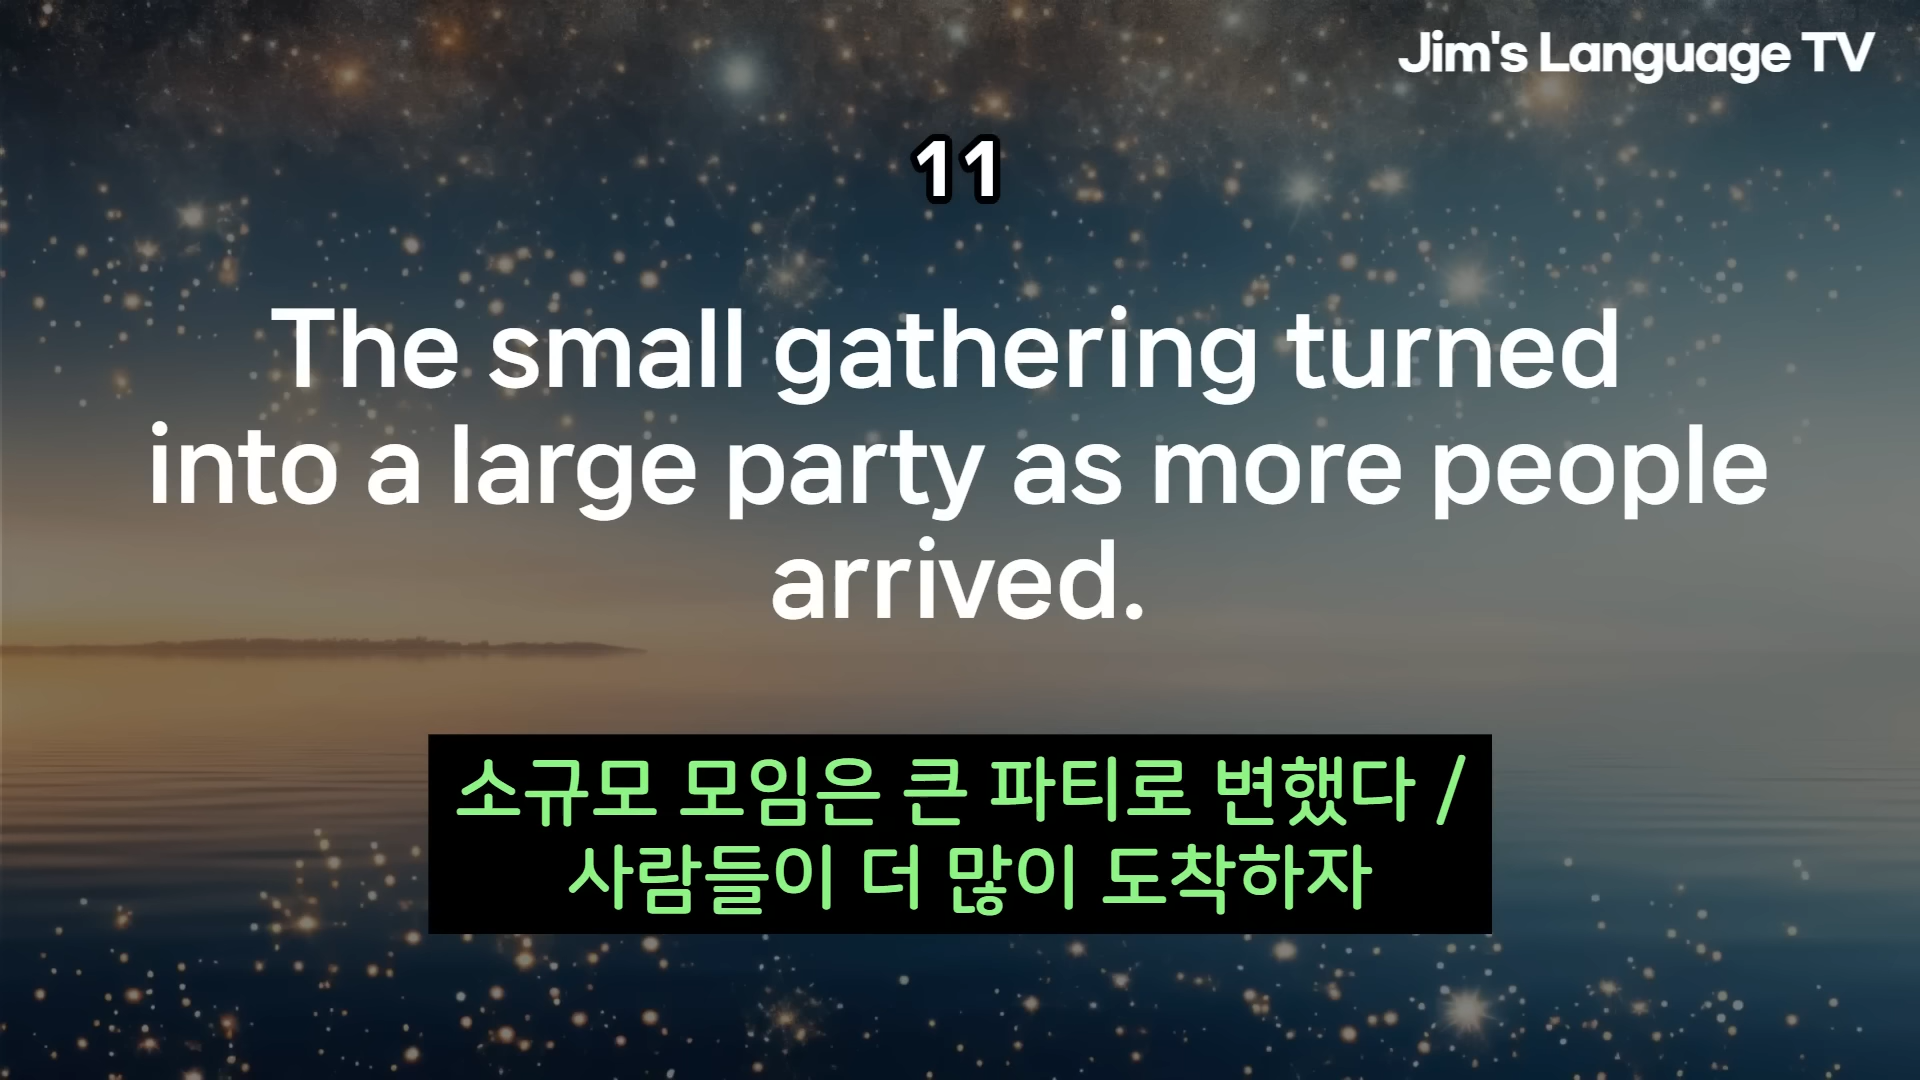 Jim's Language TV
11
The small gathering turned
into a large party as more people
arrived.
소규모 모임은 큰 파티로 변했다 /
사람들이 더 많이 도착하자